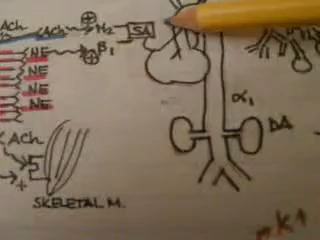 ACh ACh M2 SA
NE β1
NE
NE
NE
α1
ACh DA
SKELETAL M.